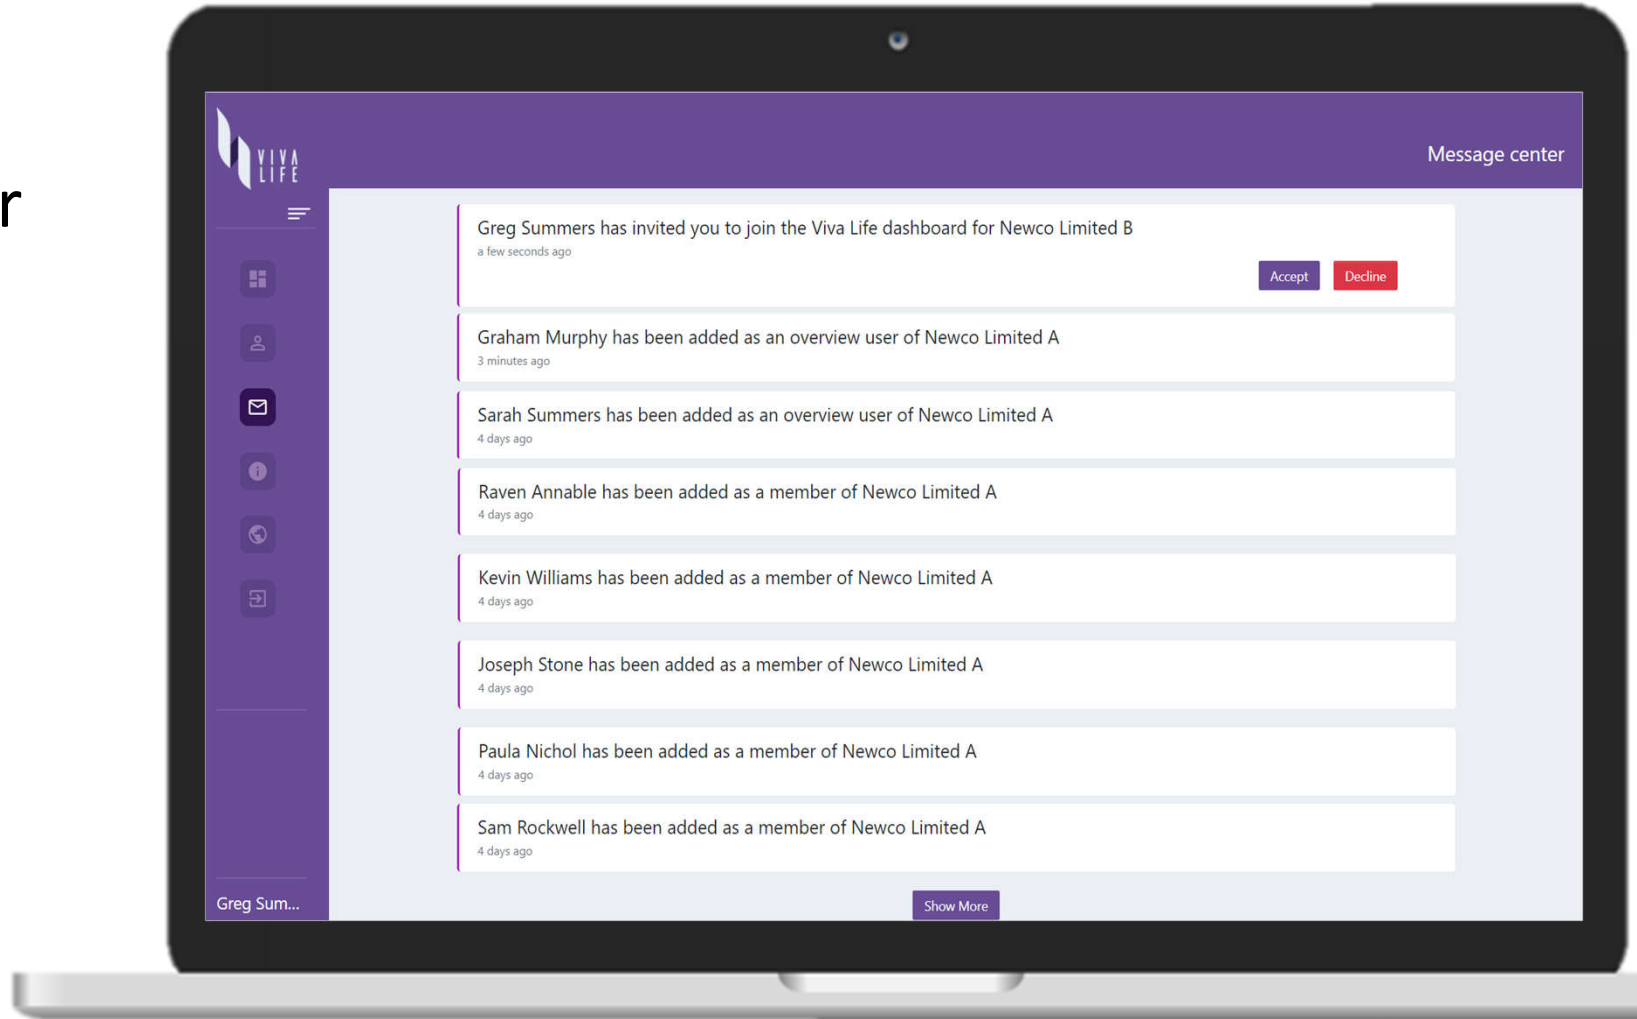 r
VIVA
LIFE
Message center
Greg Summers has invited you to join the Viva Life dashboard for Newco Limited B
a few seconds ago
Accept
Decline
Graham Murphy has been added as an overview user of Newco Limited A
3 minutes ago
Sarah Summers has been added as an overview user of Newco Limited A
4 days ago
Raven Annable has been added as a member of Newco Limited A
4 days ago
Kevin Williams has been added as a member of Newco Limited A
4 days ago
Joseph Stone has been added as a member of Newco Limited A
4 days ago
Paula Nichol has been added as a member of Newco Limited A
4 days ago
Sam Rockwell has been added as a member of Newco Limited A
4 days ago
Show More
Greg Sum...